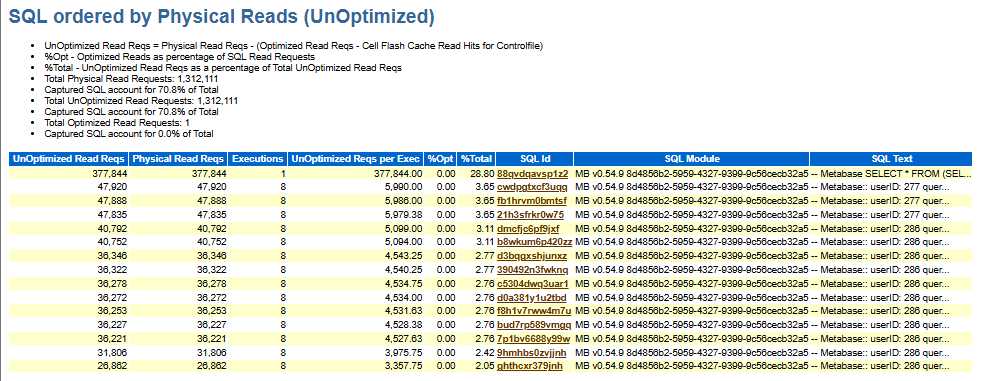 SQL ordered by Physical Reads (UnOptimized)
UnOptimized Read Reqs = Physical Read Reqs - (Optimized Read Reqs - Cell Flash Cache Read Hits for Controlfile)
%Opt - Optimized Reads as percentage of SQL Read Requests
%Total - UnOptimized Read Reqs as a percentage of Total UnOptimized Read Reqs
Total Physical Read Requests: 1,312,111
Captured SQL account for 70.8% of Total
Total UnOptimized Read Requests: 1,312,111
Captured SQL account for 70.8% of Total
Total Optimized Read Requests: 1
Captured SQL account for 0.0% of Total
UnOptimized Read Reqs Physical Read Reqs Executions UnOptimized Reqs per Exec %Opt %Total SQL Id SQL Module SQL Text
377,844 377,844 1 377,844.00 0.00 28.80 88qvdqavsp1z2 MB v0.54.9 8d4856b2-5959-4327-9399-9c56cecb32a5 -- Metabase SELECT * FROM (SEL...
47,920 47,920 8 5,990.00 0.00 3.65 cwdpgtxcf3uqq MB v0.54.9 8d4856b2-5959-4327-9399-9c56cecb32a5 -- Metabase:: userID: 277 quer...
47,888 47,888 8 5,986.00 0.00 3.65 fb1hrvm0bmtsf MB v0.54.9 8d4856b2-5959-4327-9399-9c56cecb32a5 -- Metabase:: userID: 277 quer...
47,835 47,835 8 5,979.38 0.00 3.65 21h3sfrkr0w75 MB v0.54.9 8d4856b2-5959-4327-9399-9c56cecb32a5 -- Metabase:: userID: 277 quer...
40,792 40,792 8 5,099.00 0.00 3.11 dmcfjc6pf9jxf MB v0.54.9 8d4856b2-5959-4327-9399-9c56cecb32a5 -- Metabase:: userID: 286 quer...
40,752 40,752 8 5,094.00 0.00 3.11 b8wkum6p420zz MB v0.54.9 8d4856b2-5959-4327-9399-9c56cecb32a5 -- Metabase:: userID: 286 quer...
36,346 36,346 8 4,543.25 0.00 2.77 d3bqgxshjunxz MB v0.54.9 8d4856b2-5959-4327-9399-9c56cecb32a5 -- Metabase:: userID: 286 quer...
36,322 36,322 8 4,540.25 0.00 2.77 390492n3fwknq MB v0.54.9 8d4856b2-5959-4327-9399-9c56cecb32a5 -- Metabase:: userID: 286 quer...
36,278 36,278 8 4,534.75 0.00 2.76 c5304dwq3uar1 MB v0.54.9 8d4856b2-5959-4327-9399-9c56cecb32a5 -- Metabase:: userID: 286 quer...
36,272 36,272 8 4,534.00 0.00 2.76 d0a381y1u2tbd MB v0.54.9 8d4856b2-5959-4327-9399-9c56cecb32a5 -- Metabase:: userID: 286 quer...
36,253 36,253 8 4,531.63 0.00 2.76 f8h1v7rww4m7u MB v0.54.9 8d4856b2-5959-4327-9399-9c56cecb32a5 -- Metabase:: userID: 286 quer...
36,227 36,227 8 4,528.38 0.00 2.76 bud7rp589vmgq MB v0.54.9 8d4856b2-5959-4327-9399-9c56cecb32a5 -- Metabase:: userID: 286 quer...
36,221 36,221 8 4,527.63 0.00 2.76 7p1bv6688y99w MB v0.54.9 8d4856b2-5959-4327-9399-9c56cecb32a5 -- Metabase:: userID: 286 quer...
31,806 31,806 8 3,975.75 0.00 2.42 9hmhbs0zvjjnh MB v0.54.9 8d4856b2-5959-4327-9399-9c56cecb32a5 -- Metabase:: userID: 286 quer...
26,862 26,862 8 3,357.75 0.00 2.05 ghthcxr379jnh MB v0.54.9 8d4856b2-5959-4327-9399-9c56cecb32a5 -- Metabase:: userID: 286 quer...